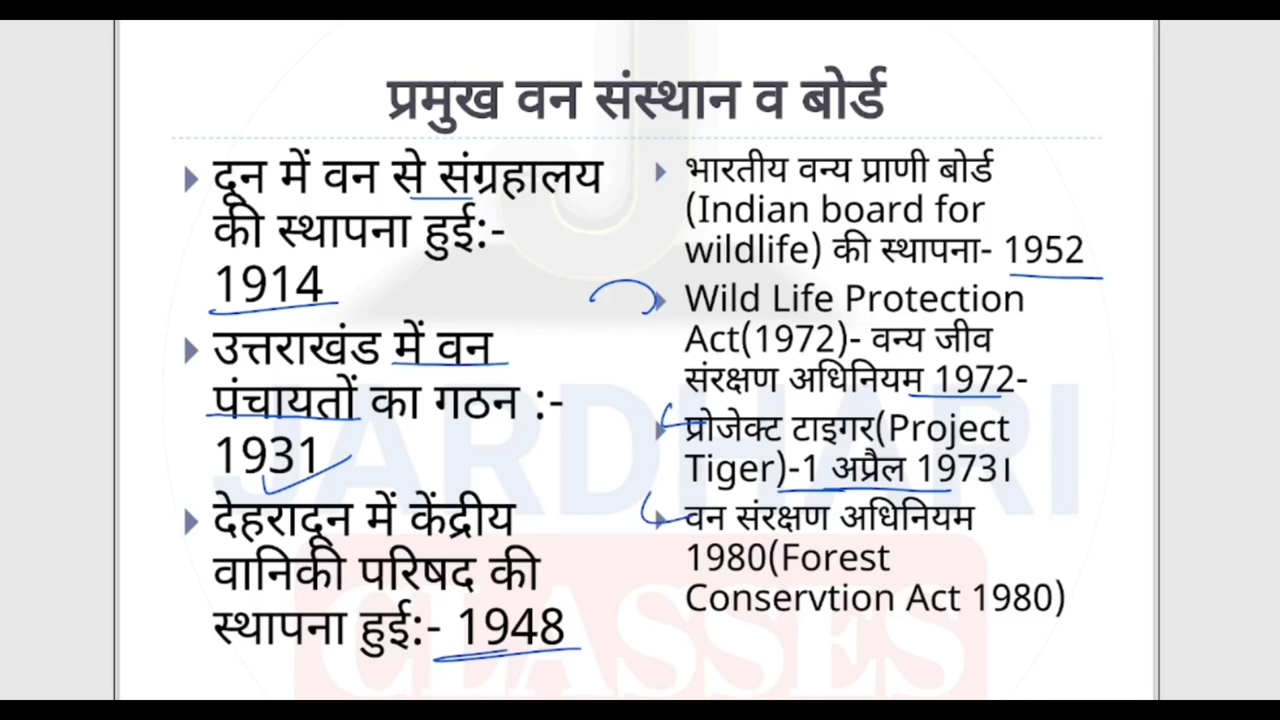 प्रमुख वन संस्थान व बोर्ड
दून में वन से संग्रहालय
की स्थापना हुई:-
1914
उत्तराखंड में वन
पंचायतों का गठन :-
1931
देहरादून में केंद्रीय
वानिकी परिषद की
स्थापना हुई:- 1948
भारतीय वन्य प्राणी बोर्ड
(Indian board for
wildlife) की स्थापना- 1952
Wild Life Protection
Act(1972)- वन्य जीव
संरक्षण अधिनियम 1972-
प्रोजेक्ट टाइगर(Project
Tiger)-1 अप्रैल 1973।
वन संरक्षण अधिनियम
1980(Forest
Conservtion Act 1980)
JARDHARI
CLASSES